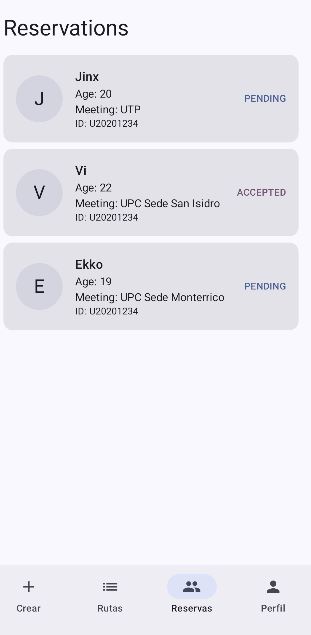 Reservations
J
Jinx
Age: 20
Meeting: UTP
ID: U20201234
PENDING
V
Vi
Age: 22
Meeting: UPC Sede San Isidro
ID: U20201234
ACCEPTED
E
Ekko
Age: 19
Meeting: UPC Sede Monterrico
ID: U20201234
PENDING
Crear
Rutas
Reservas
Perfil